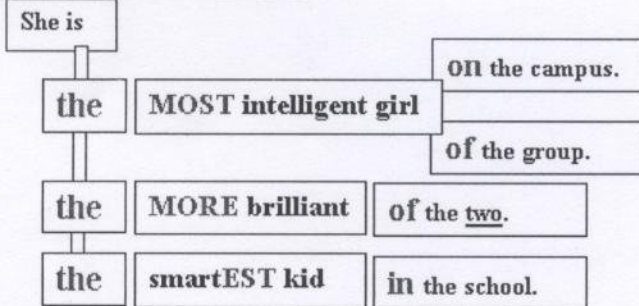 She is
on the campus.
the MOST intelligent girl
of the group.
the MORE brilliant of the two.
the smartEST kid in the school.